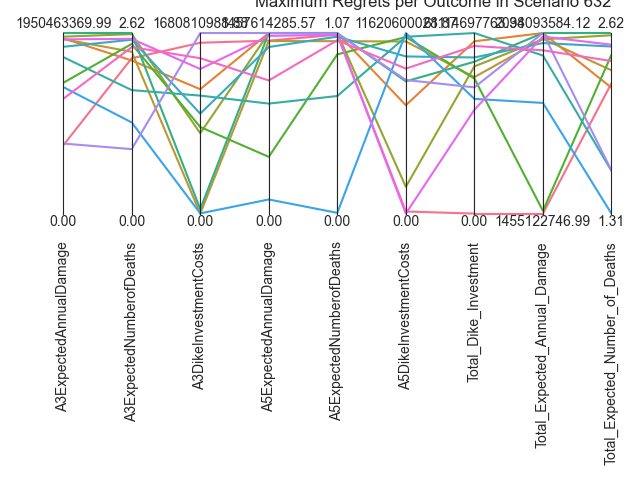 Maximum Regrets per Outcome in Scenario 632
1950463369.99 2.62 1.07 2.62
0.00 0.00 0.00 0.00 0.00 0.00 0.00 1455122746.99 1.31
A3ExpectedAnnualDamage
A3ExpectedNumberofDeaths
A3DikeInvestmentCosts
A5ExpectedAnnualDamage
A5ExpectedNumberofDeaths
A5DikeInvestmentCosts
Total_Dike_Investment
Total_Expected_Annual_Damage
Total_Expected_Number_of_Deaths